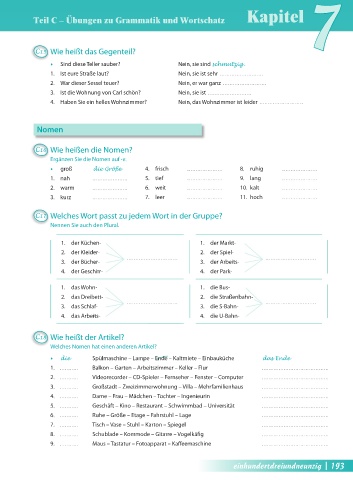 Teil C – Übungen zu Grammatik und Wortschatz
Kapitel 7
Wie heißt das Gegenteil?
Sind diese Teller sauber? Nein, sie sind schmutzig.
1. Ist eure Straße laut? Nein, sie ist sehr
2. War dieser Sessel teuer? Nein, er war ganz
3. Ist die Wohnung von Carl schön? Nein, sie ist
4. Haben Sie ein helles Wohnzimmer? Nein, das Wohnzimmer ist leider
Nomen
Wie heißen die Nomen?
Ergänzen Sie die Nomen auf -e.
groß die Größe 4. frisch 8. ruhig
1. nah 5. tief 9. lang
2. warm 6. weit 10. kalt
3. kurz 7. leer 11. hoch
Welches Wort passt zu jedem Wort in der Gruppe?
Nennen Sie auch den Plural.
1. der Küchen- 1. der Markt-
2. der Kleider- 2. der Spiel-
3. der Bücher- 3. der Arbeits-
4. der Geschirr- 4. der Park-
1. das Wohn- 1. die Bus-
2. das Dreibett- 2. die Straßenbahn-
3. das Schlaf- 3. die S-Bahn-
4. das Arbeits- 4. die U-Bahn-
Wie heißt der Artikel?
Welches Nomen hat einen anderen Artikel?
die Spülmaschine – Lampe – Ende – Kaltmiete – Einbauküche das Ende
1. Balkon – Garten – Arbeitszimmer – Keller – Flur
2. Videorecorder – CD-Spieler – Fernseher – Fenster – Computer
3. Großstadt – Zweizimmerwohnung – Villa – Mehrfamilienhaus
4. Dame – Frau – Mädchen – Tochter – Ingenieurin
5. Geschäft – Kino – Restaurant – Schwimmbad – Universität
6. Ruhe – Größe – Etage – Fahrstuhl – Lage
7. Tisch – Vase – Stuhl – Karton – Spiegel
8. Schublade – Kommode – Gitarre – Vogelkäfig
9. Maus – Tastatur – Fotoapparat – Kaffeemaschine
einhundertdreiundneunzig | 193